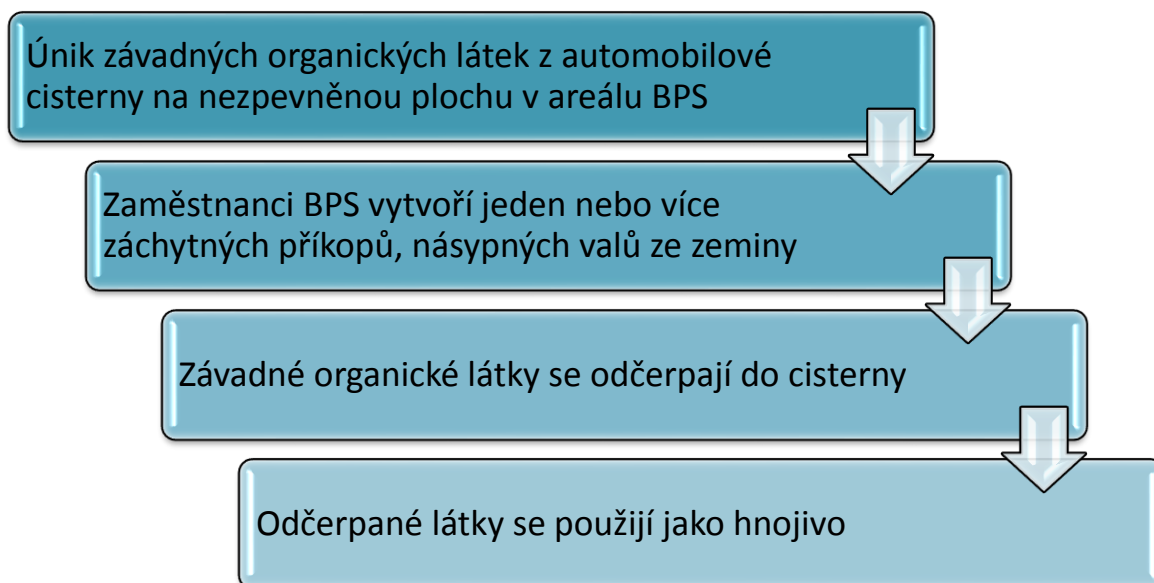 Únik závadných organických látek z automobilové
cisterny na nezpevněnou plochu v areálu BPS
Zaměstnanci BPS vytvoří jeden nebo více
záchytných příkopů, násypných valů ze zeminy
Závadné organické látky se odčerpají do cisterny
Odčerpané látky se použijí jako hnojivo